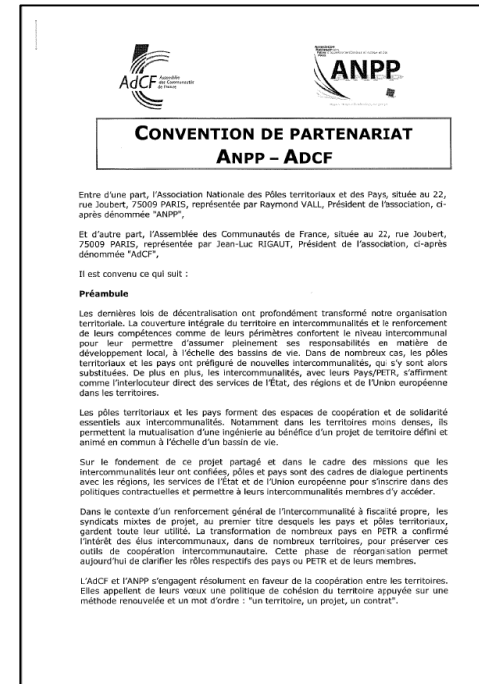 AdCF Assemblée
des Communautés
de France
ANPP
CONVENTION DE PARTENARIAT
ANPP – ADCF
Entre d'une part, l'Association Nationale des Pôles territoriaux et des Pays, située au 22,
rue Joubert, 75009 PARIS, représentée par Raymond VALL, Président de l'association, ci-
après dénommée "ANPP",
Et d'autre part, l'Assemblée des Communautés de France, située au 22, rue Joubert,
75009 PARIS, représentée par Jean-Luc RIGAUT, Président de l'association, ci-après
dénommée "AdCF",
Il est convenu ce qui suit :
Préambule
Les dernières lois de décentralisation ont profondément transformé notre organisation
territoriale. La couverture intégrale du territoire en intercommunalités et le renforcement
de leurs compétences comme de leurs périmètres confortent le niveau intercommunal
pour leur permettre d'assumer pleinement ses responsabilités en matière de
développement local, à l'échelle des bassins de vie. Dans de nombreux cas, les pôles
territoriaux et les pays ont préfiguré de nouvelles intercommunalités, qui s'y sont alors
substituées. De plus en plus, les intercommunalités, avec leurs Pays/PETR, s'affirment
comme l'interlocuteur direct des services de l'État, des régions et de l'Union européenne
dans les territoires.
Les pôles territoriaux et les pays forment des espaces de coopération et de solidarité
essentiels aux intercommunalités. Notamment dans les territoires moins denses, ils
permettent la mutualisation d'une ingénierie au bénéfice d'un projet de territoire défini et
animé en commun à l'échelle d'un bassin de vie.
Sur le fondement de ce projet partagé et dans le cadre des missions que les
intercommunalités leur ont confiées, pôles et pays sont des cadres de dialogue pertinents
avec les régions, les services de l'État et de l'Union européenne pour s'inscrire dans des
politiques contractuelles et permettre à leurs intercommunalités membres d'y accéder.
Dans le contexte d'un renforcement général de l'intercommunalité à fiscalité propre, les
syndicats mixtes de projet, au premier titre desquels les pays et pôles territoriaux,
gardent toute leur utilité. La transformation de nombreux pays en PETR a confirmé
l'intérêt des élus intercommunaux, dans de nombreux territoires, pour préserver ces
outils de coopération intercommunautaire. Cette phase de réorganisation permet
aujourd'hui de clarifier les rôles respectifs des pays ou PETR et de leurs membres.
L'AdCF et l'ANPP s'engagent résolument en faveur de la coopération entre les territoires.
Elles appellent de leurs vœux une politique de cohésion du territoire appuyée sur une
méthode renouvelée et un mot d'ordre : "un territoire, un projet, un contrat".